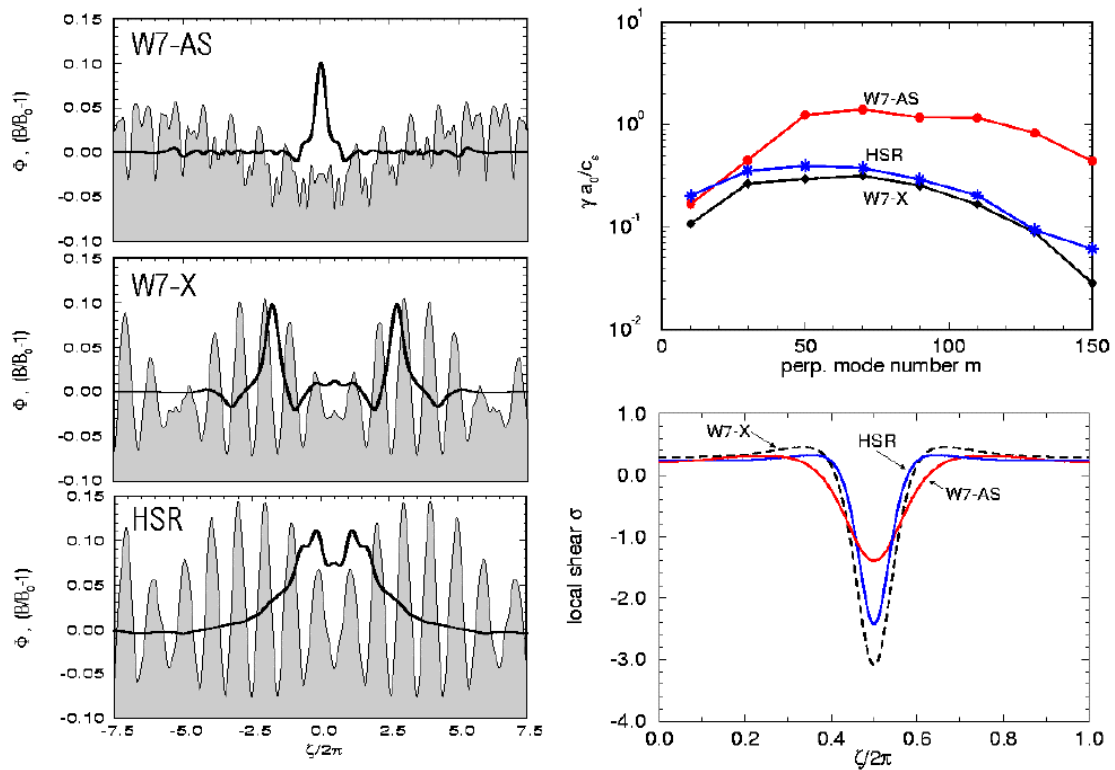 W7-AS
0.15
0.10
0.05
0.00
-0.05
-0.10
Φ , (B/B₀-1)
W7-X
0.15
0.10
0.05
0.00
-0.05
-0.10
Φ , (B/B₀-1)
HSR
0.15
0.10
0.05
0.00
-0.05
-0.10
Φ , (B/B₀-1)
-7.5 -5.0 -2.5 0.0 2.5 5.0 7.5
ζ/2π
10¹
10⁰
10⁻¹
10⁻²
γ a₀/cₛ
W7-AS
HSR
W7-X
0 50 100 150
perp. mode number m
1.0
0.0
-1.0
-2.0
-3.0
-4.0
local shear σ
W7-X
HSR
W7-AS
0.0 0.2 0.4 0.6 0.8 1.0
ζ/2π